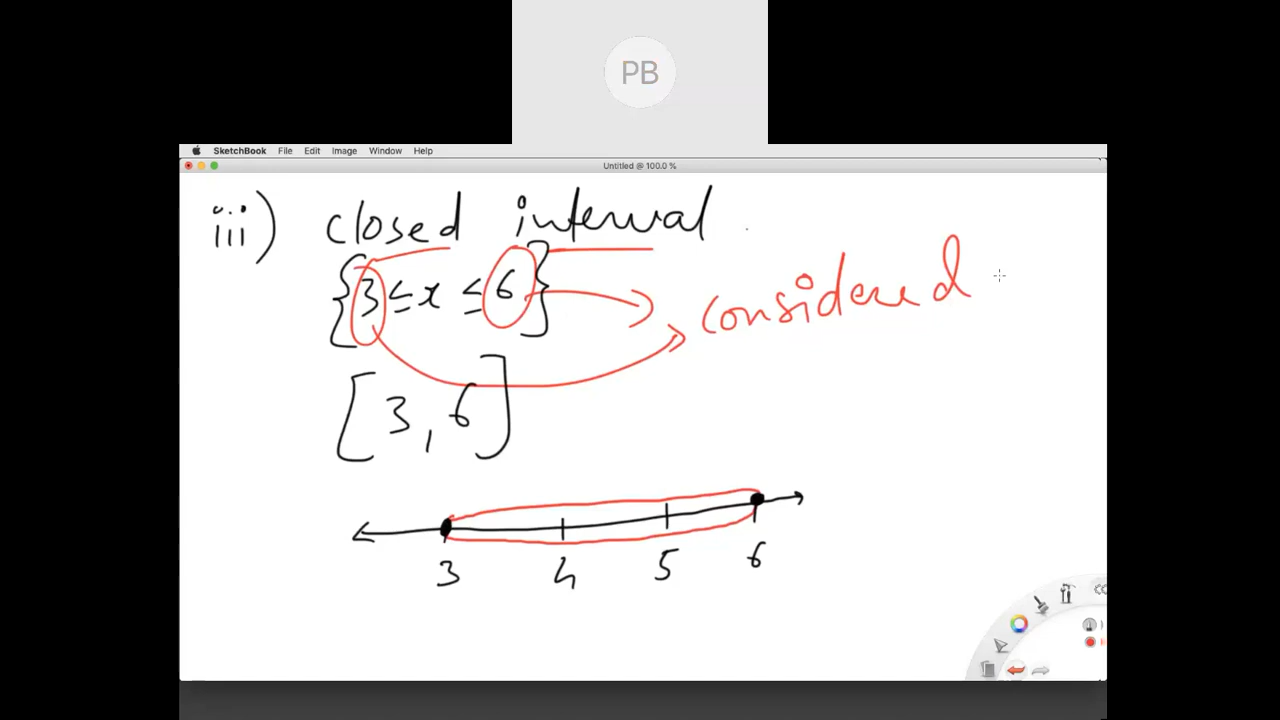 PB
SketchBook File Edit Image Window Help
Untitled @ 100.0 %
iii) closed interval
{3 ≤ x ≤ 6}
considered
[3, 6]
3 4 5 6